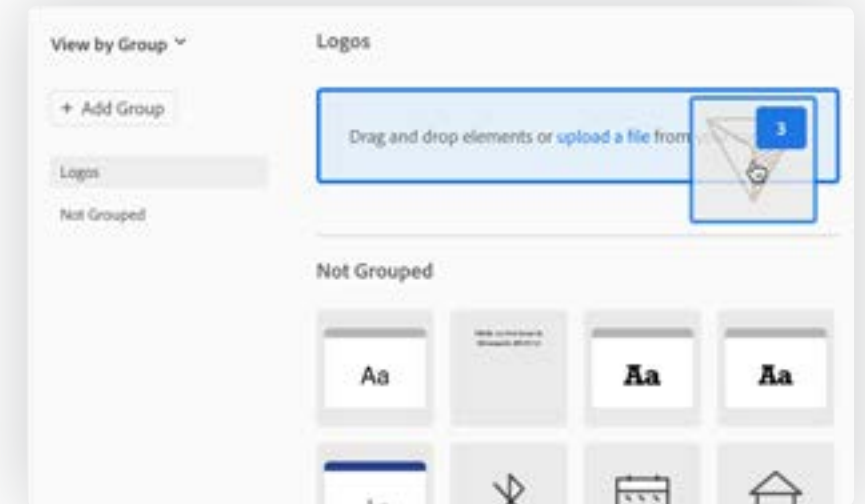 View by Group
Logos
+ Add Group
Drag and drop elements or upload a file from
3
Logos
Not Grouped
Not Grouped
Aa
Aa
Aa